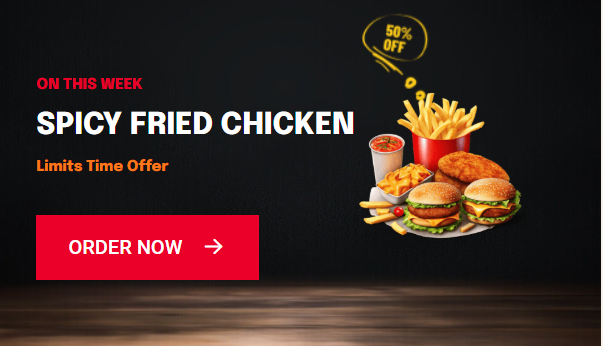 50%
OFF
ON THIS WEEK
SPICY FRIED CHICKEN
Limits Time Offer
ORDER NOW →